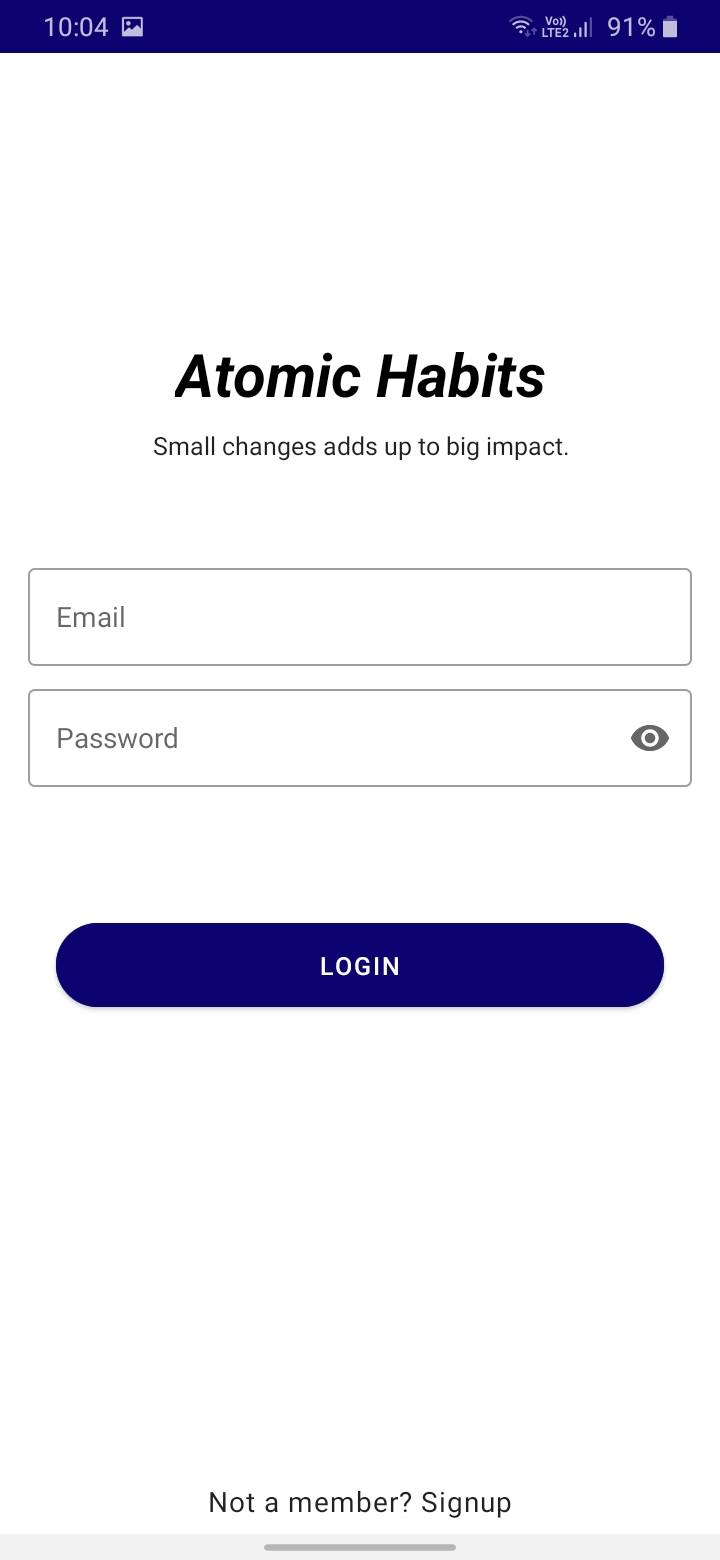 10:04 Vo)) LTE2 91%
Atomic Habits
Small changes adds up to big impact.
Email
Password
LOGIN
Not a member? Signup